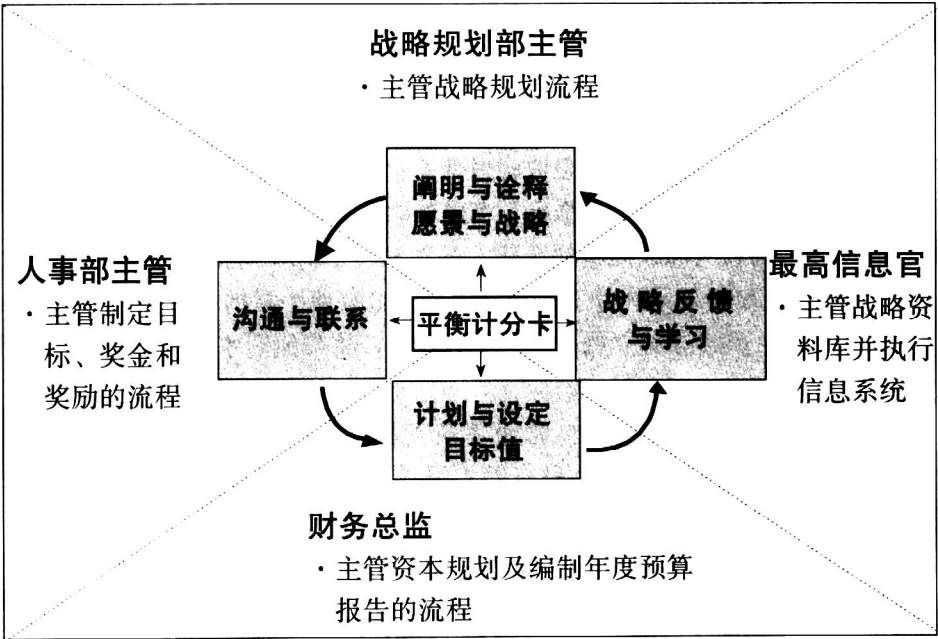 战略规划部主管
·主管战略规划流程
阐明与诠释
愿景与战略
人事部主管
·主管制定目
标、奖金和
奖励的流程
沟通与联系
平衡计分卡
战略反馈
与学习
最高信息官
·主管战略资
料库并执行
信息系统
计划与设定
目标值
财务总监
·主管资本规划及编制年度预算
报告的流程